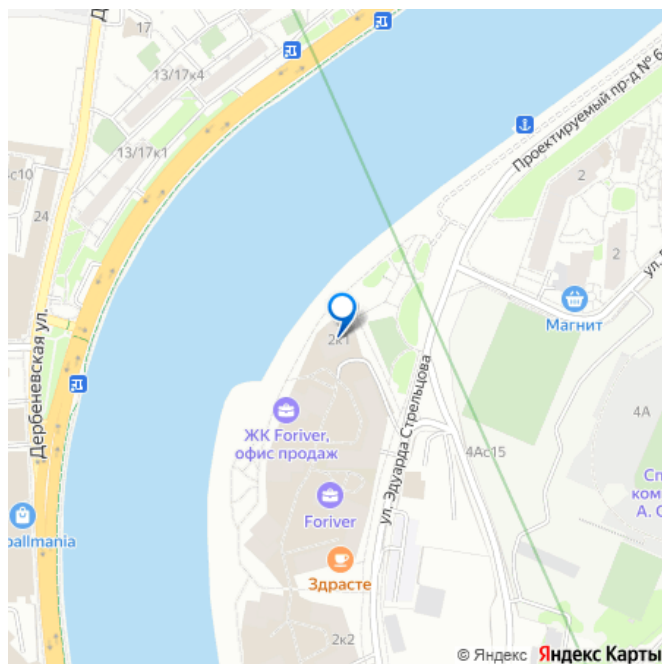 17
13/17к4
Проектируемый пр-д № 6
13/17к1
24
2
2
Магнит
Дербеневская ул.
2к1
ул. Эдуарда Стрельцова
ЖК Foriver,
офис продаж
4А
4Ас15
Foriver
Здрасте
2к2
© Яндекс Яндекс Карты